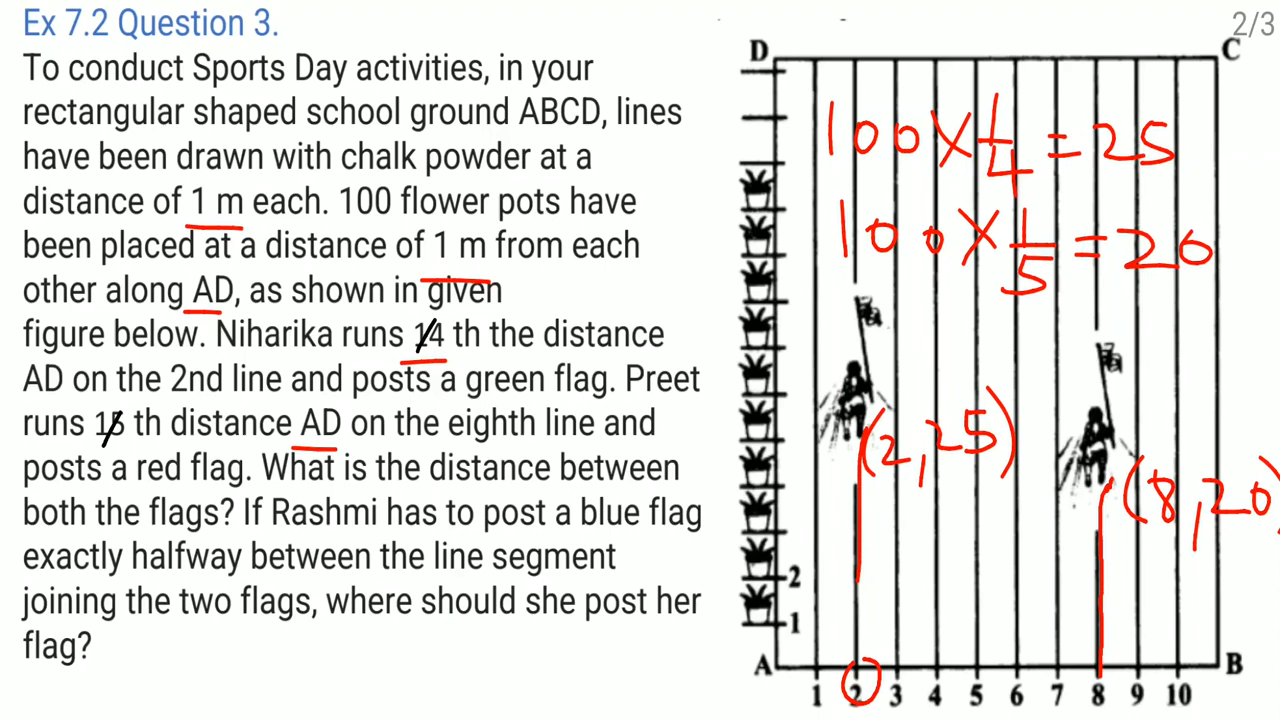 Ex 7.2 Question 3.
2/3
To conduct Sports Day activities, in your
rectangular shaped school ground ABCD, lines
have been drawn with chalk powder at a
distance of 1 m each. 100 flower pots have
been placed at a distance of 1 m from each
other along AD, as shown in given
figure below. Niharika runs 1/4 th the distance
AD on the 2nd line and posts a green flag. Preet
runs 1/5 th distance AD on the eighth line and
posts a red flag. What is the distance between
both the flags? If Rashmi has to post a blue flag
exactly halfway between the line segment
joining the two flags, where should she post her
flag?
D C
100 × 1/4 = 25
100 × 1/5 = 20
(2, 25)
(8, 20)
2
1
A B
1 2 3 4 5 6 7 8 9 10